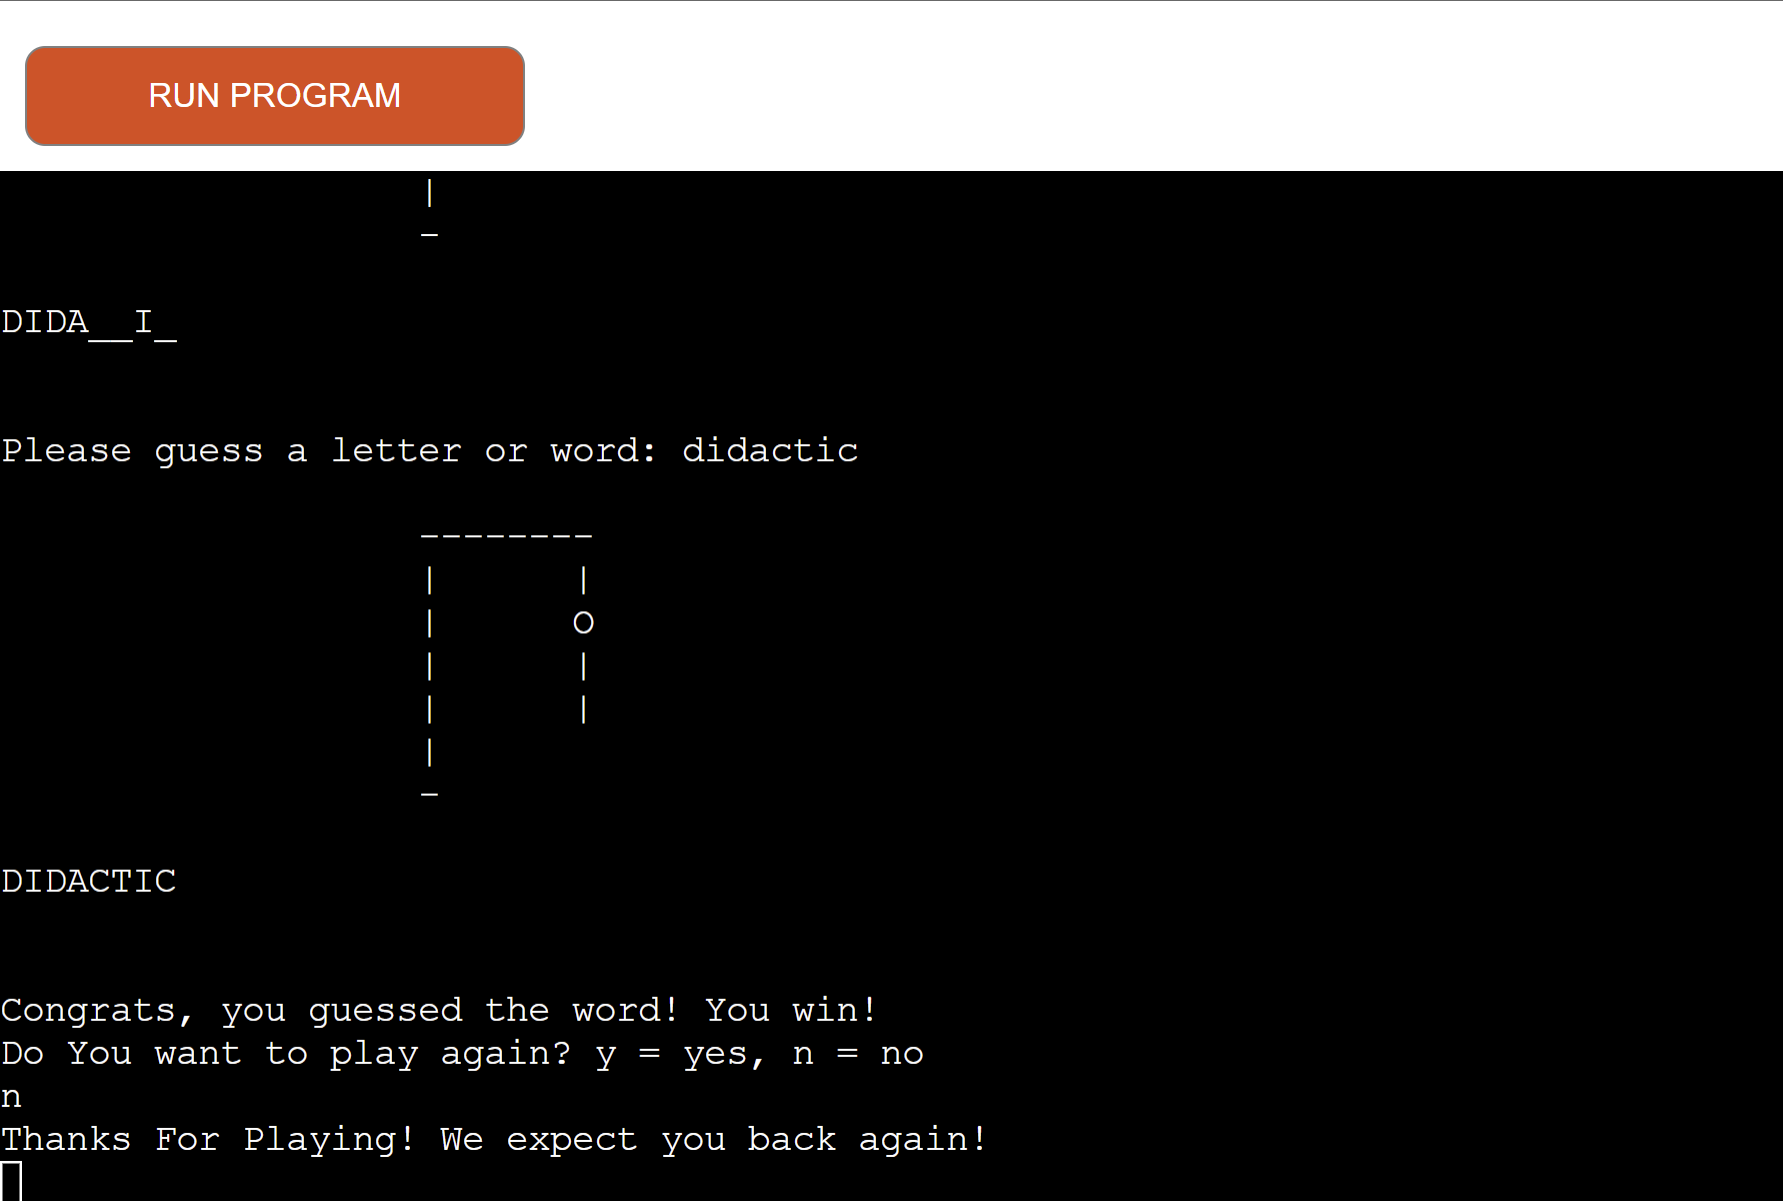 RUN PROGRAM
|
-
DIDA__I_
Please guess a letter or word: didactic
--------
|      |
|      O
|      |
|      |
|
-
DIDACTIC
Congrats, you guessed the word! You win!
Do You want to play again? y = yes, n = no
n
Thanks For Playing! We expect you back again!